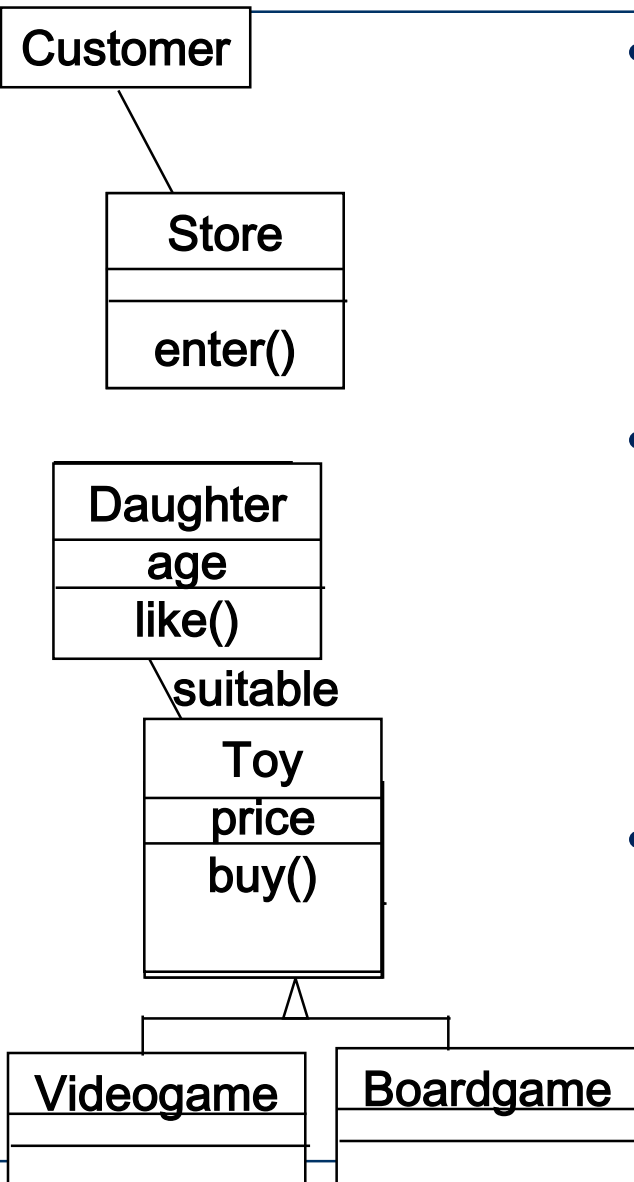 Customer
Store
enter()
Daughter
age
like()
suitable
Toy
price
buy()
Videogame
Boardgame